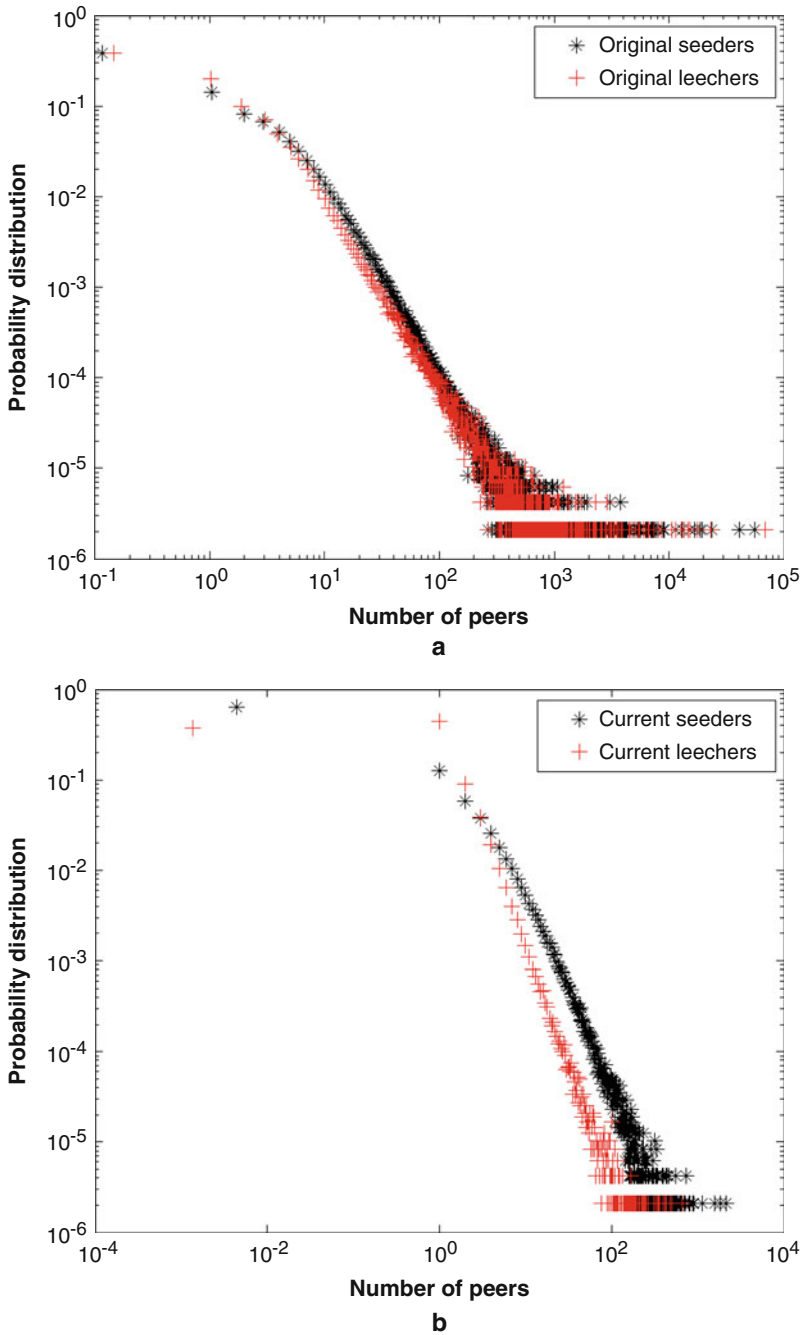 10^0
10^-1
10^-2
10^-3
10^-4
10^-5
10^-6
Probability distribution
Original seeders
Original leechers
10^-1 10^0 10^1 10^2 10^3 10^4 10^5
Number of peers
a
10^0
10^-1
10^-2
10^-3
10^-4
10^-5
10^-6
Probability distribution
Current seeders
Current leechers
10^-4 10^-2 10^0 10^2 10^4
Number of peers
b